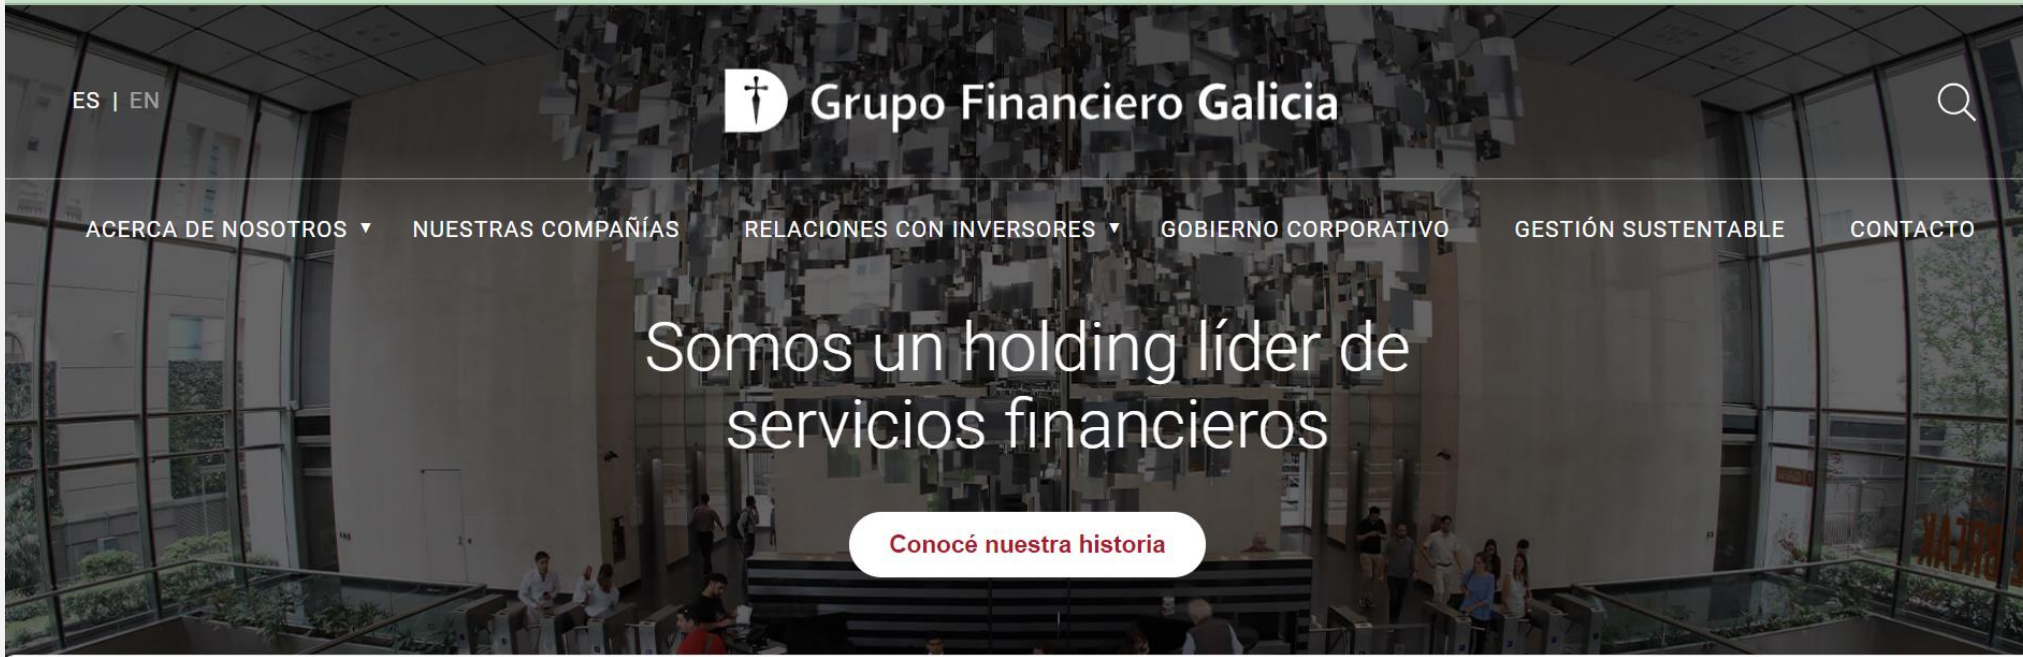 ES | EN
Grupo Financiero Galicia
ACERCA DE NOSOTROS ▼ NUESTRAS COMPAÑÍAS RELACIONES CON INVERSORES ▼ GOBIERNO CORPORATIVO GESTIÓN SUSTENTABLE CONTACTO
Somos un holding líder de
servicios financieros
Conocé nuestra historia